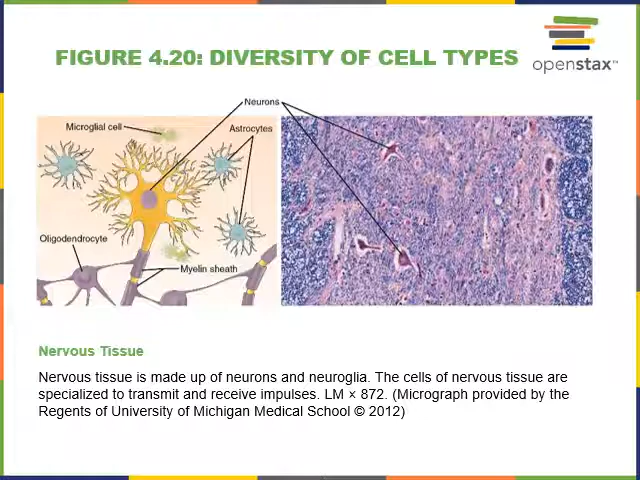 FIGURE 4.20: DIVERSITY OF CELL TYPES
openstax™
Neurons
Microglial cell
Astrocytes
Oligodendrocyte
Myelin sheath
Nervous Tissue
Nervous tissue is made up of neurons and neuroglia. The cells of nervous tissue are
specialized to transmit and receive impulses. LM × 872. (Micrograph provided by the
Regents of University of Michigan Medical School © 2012)